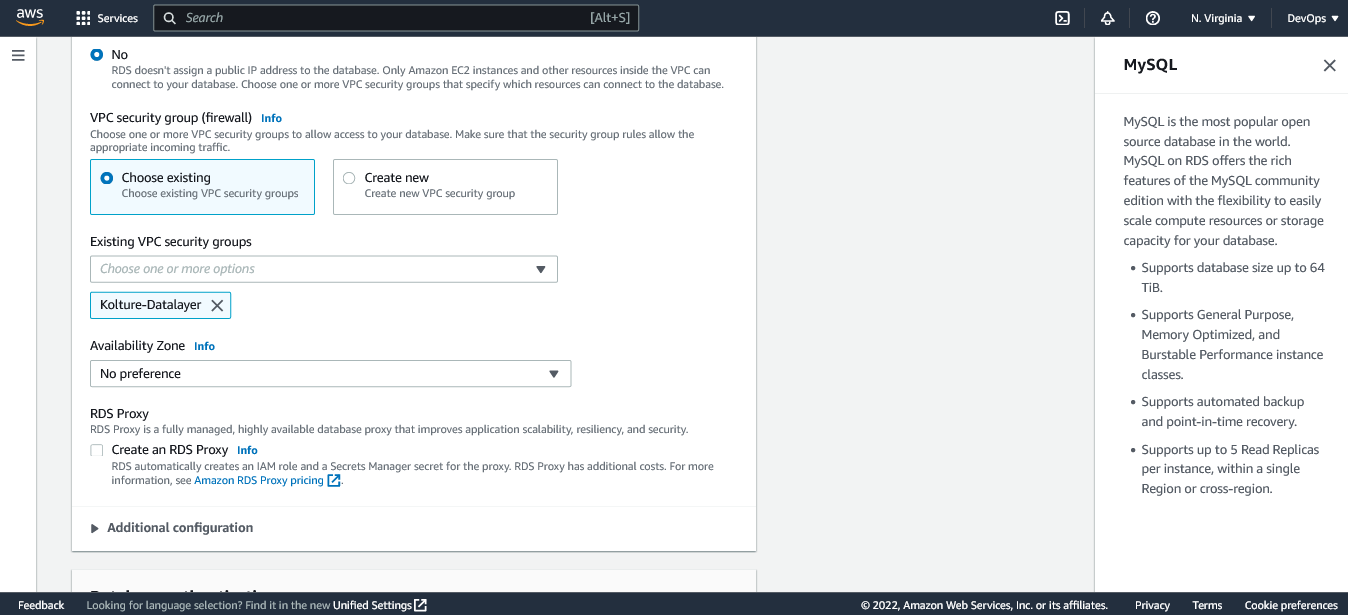 aws
Services
Search
[Alt+S]
N. Virginia
DevOps
No
RDS doesn't assign a public IP address to the database. Only Amazon EC2 instances and other resources inside the VPC can
connect to your database. Choose one or more VPC security groups that specify which resources can connect to the database.
VPC security group (firewall) Info
Choose one or more VPC security groups to allow access to your database. Make sure that the security group rules allow the
appropriate incoming traffic.
Choose existing
Choose existing VPC security groups
Create new
Create new VPC security group
Existing VPC security groups
Choose one or more options
Kolture-Datalayer
Availability Zone Info
No preference
RDS Proxy
RDS Proxy is a fully managed, highly available database proxy that improves application scalability, resiliency, and security.
Create an RDS Proxy Info
RDS automatically creates an IAM role and a Secrets Manager secret for the proxy. RDS Proxy has additional costs. For more
information, see Amazon RDS Proxy pricing.
Additional configuration
MySQL
MySQL is the most popular open
source database in the world.
MySQL on RDS offers the rich
features of the MySQL community
edition with the flexibility to easily
scale compute resources or storage
capacity for your database.
• Supports database size up to 64
TiB.
• Supports General Purpose,
Memory Optimized, and
Burstable Performance instance
classes.
• Supports automated backup
and point-in-time recovery.
• Supports up to 5 Read Replicas
per instance, within a single
Region or cross-region.
Feedback
Looking for language selection? Find it in the new Unified Settings
© 2022, Amazon Web Services, Inc. or its affiliates.
Privacy
Terms
Cookie preferences